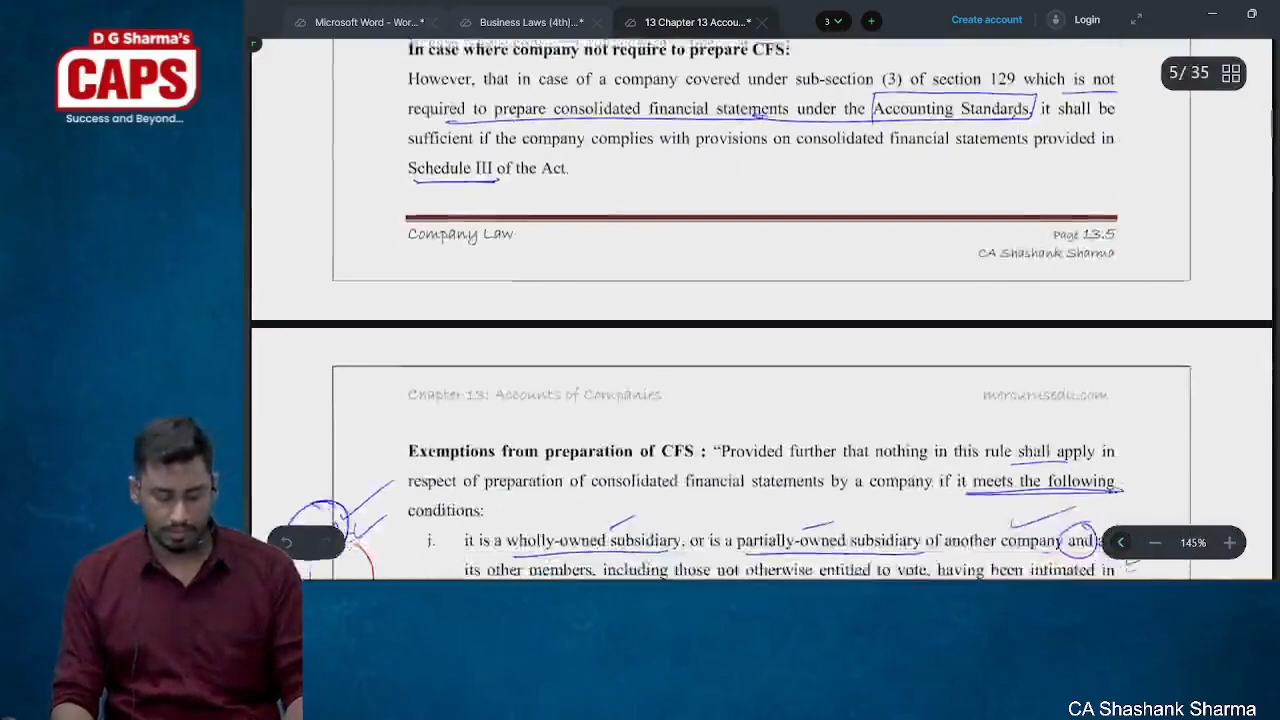 D G Sharma's
CAPS
Success and Beyond...
Microsoft Word - Wor...*
Business Laws (4th)...*
13 Chapter 13 Accou...*
3
Create account
Login
5 / 35
In case where company not require to prepare CFS:
However, that in case of a company covered under sub-section (3) of section 129 which is not
required to prepare consolidated financial statements under the Accounting Standards, it shall be
sufficient if the company complies with provisions on consolidated financial statements provided in
Schedule III of the Act.
Company Law
Page 13.5
CA Shashank Sharma
Chapter 13: Accounts of Companies
mercurusedu.com
Exemptions from preparation of CFS : “Provided further that nothing in this rule shall apply in
respect of preparation of consolidated financial statements by a company if it meets the following
conditions:
j. it is a wholly-owned subsidiary, or is a partially-owned subsidiary of another company and
its other members, including those not otherwise entitled to vote, having been intimated in
145%
CA Shashank Sharma